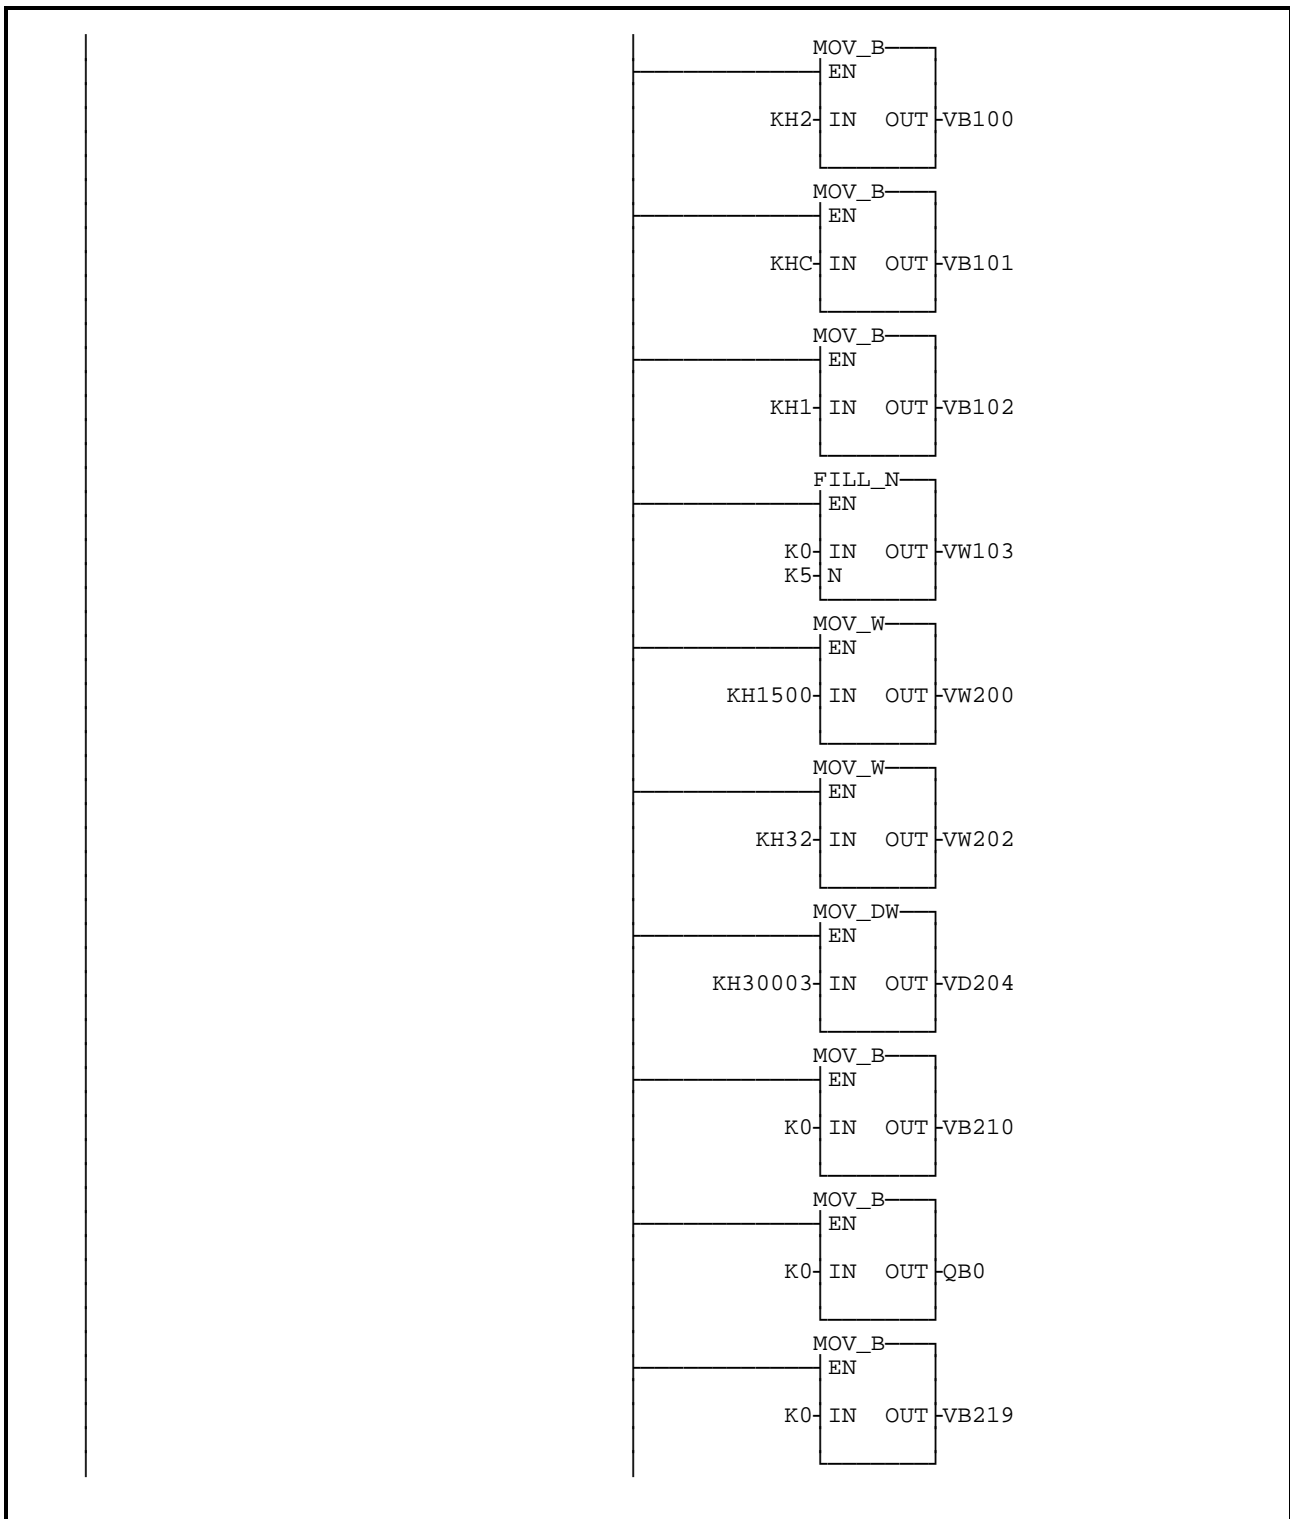 MOV_B
EN
KH2 IN OUT VB100
MOV_B
EN
KHC IN OUT VB101
MOV_B
EN
KH1 IN OUT VB102
FILL_N
EN
K0 IN OUT VW103
K5 N
MOV_W
EN
KH1500 IN OUT VW200
MOV_W
EN
KH32 IN OUT VW202
MOV_DW
EN
KH30003 IN OUT VD204
MOV_B
EN
K0 IN OUT VB210
MOV_B
EN
K0 IN OUT QB0
MOV_B
EN
K0 IN OUT VB219